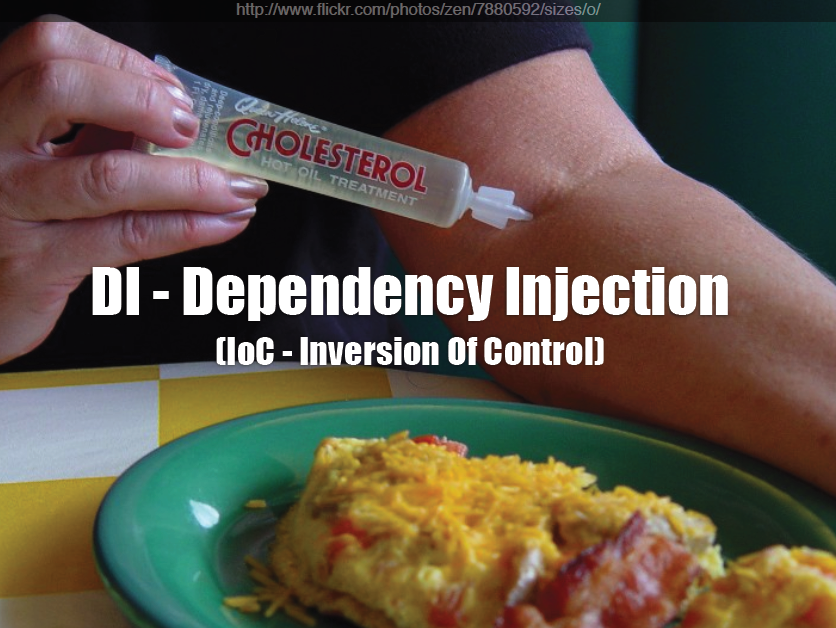 http://www.flickr.com/photos/zen/7880592/sizes/o/
Queen Helene
CHOLESTEROL
HOT OIL TREATMENT
DI - Dependency Injection
(IoC - Inversion Of Control)